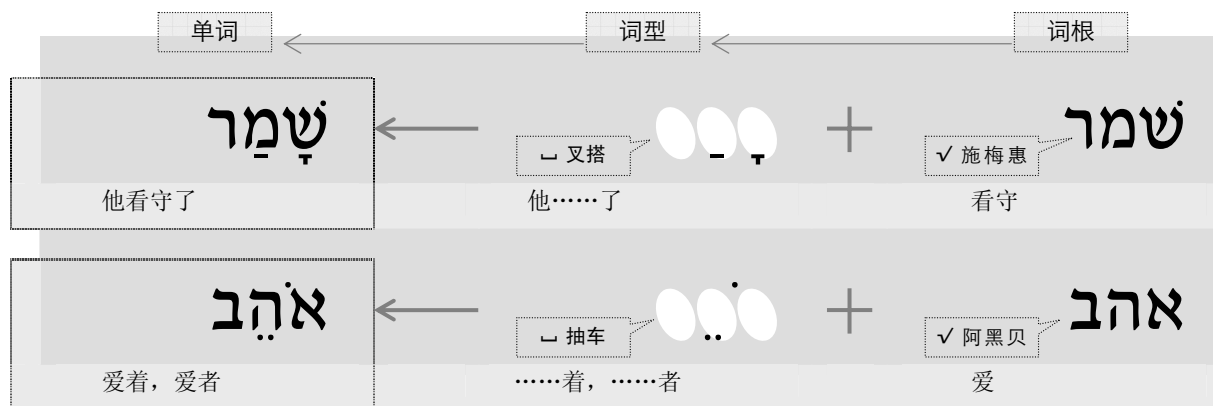 单词 词型 词根
שָׁמַר ָ ַ שׁמר
␣ 叉搭 √ 施梅惠
他看守了 他……了 看守
אֹהֵב ֹ ֵ אהב
␣ 抽车 √ 阿黑贝
爱着，爱者 ……着，……者 爱